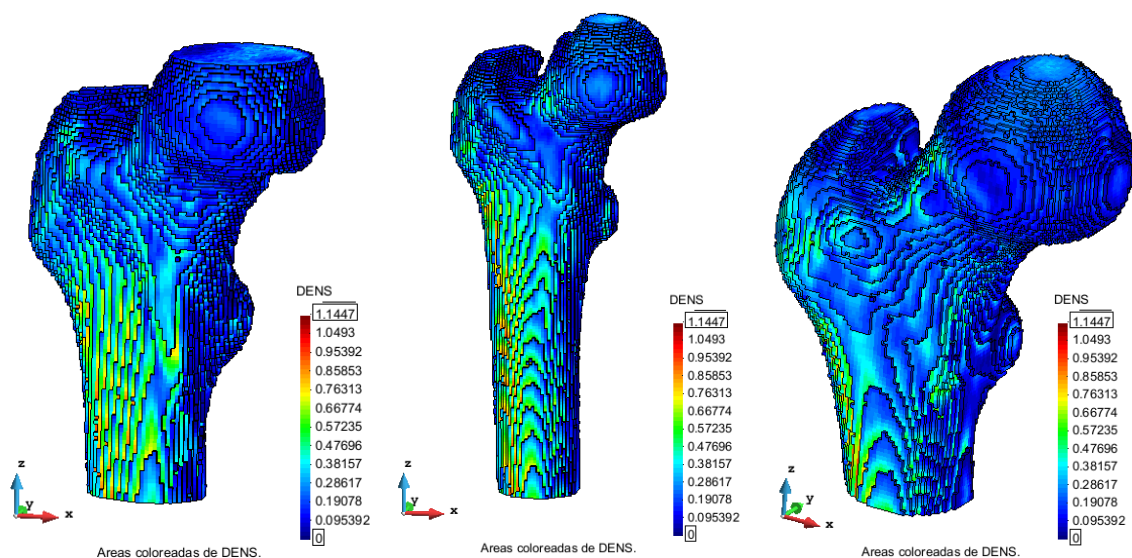 DENS
1.1447
1.0493
0.95392
0.85853
0.76313
0.66774
0.57235
0.47696
0.38157
0.28617
0.19078
0.095392
0
z
y
x
Areas coloreadas de DENS.
DENS
1.1447
1.0493
0.95392
0.85853
0.76313
0.66774
0.57235
0.47696
0.38157
0.28617
0.19078
0.095392
0
z
y
x
Areas coloreadas de DENS.
DENS
1.1447
1.0493
0.95392
0.85853
0.76313
0.66774
0.57235
0.47696
0.38157
0.28617
0.19078
0.095392
0
z
y
x
Areas coloreadas de DENS.